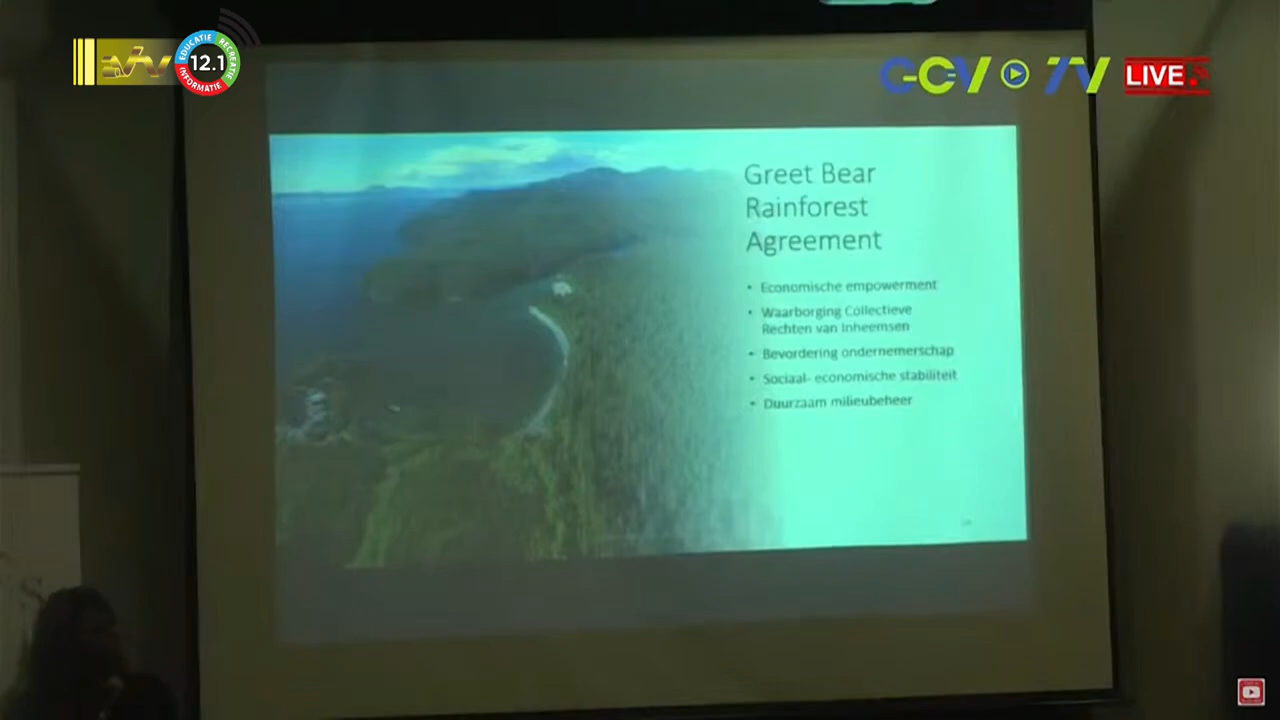 EDUCATIE
RECREATIE
INFORMATIE
12.1
LIVE
Greet Bear
Rainforest
Agreement
• Economische empowerment
• Waarborging Collectieve
Rechten van Inheemsen
• Bevordering ondernemerschap
• Sociaal- economische stabiliteit
• Duurzaam milieubeheer